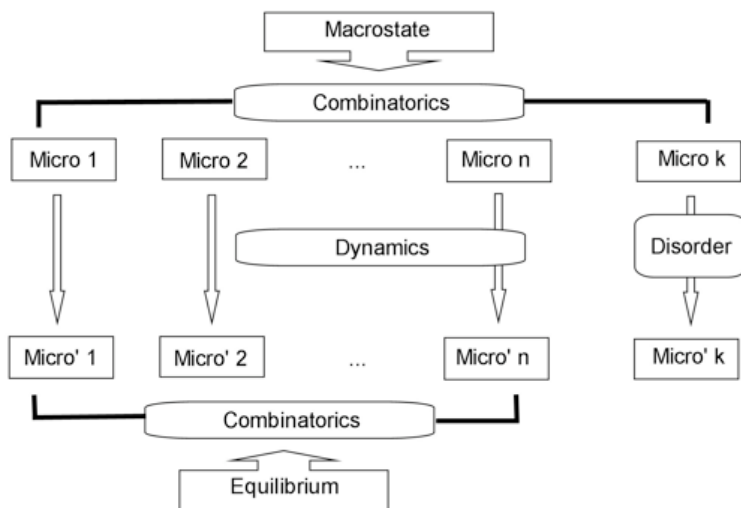 Macrostate
Combinatorics
Micro 1 Micro 2 ... Micro n Micro k
Dynamics Disorder
Micro' 1 Micro' 2 ... Micro' n Micro' k
Combinatorics
Equilibrium